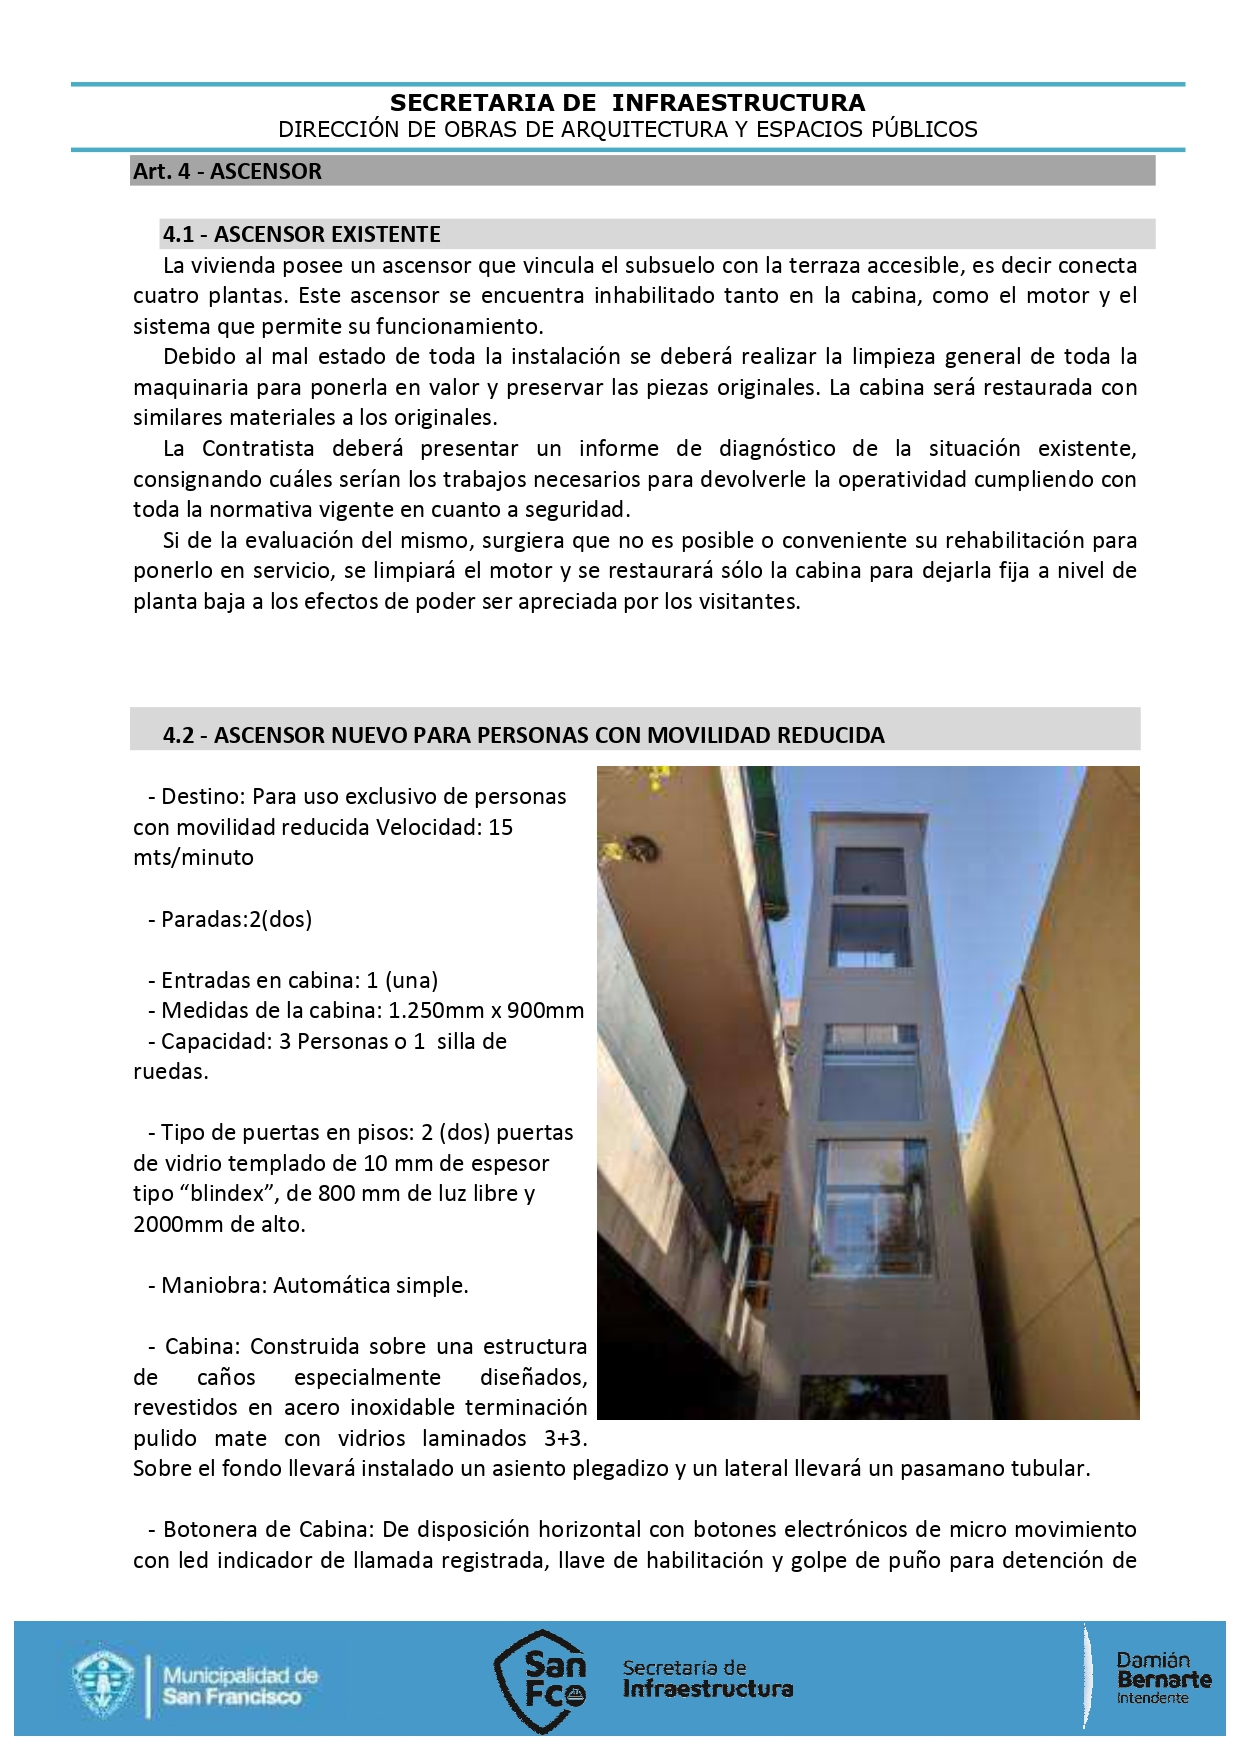 SECRETARIA DE  INFRAESTRUCTURA
DIRECCIÓN DE OBRAS DE ARQUITECTURA Y ESPACIOS PÚBLICOS
Art. 4 - ASCENSOR
4.1 - ASCENSOR EXISTENTE
La vivienda posee un ascensor que vincula el subsuelo con la terraza accesible, es decir conecta
cuatro plantas. Este ascensor se encuentra inhabilitado tanto en la cabina, como el motor y el
sistema que permite su funcionamiento.
Debido al mal estado de toda la instalación se deberá realizar la limpieza general de toda la
maquinaria para ponerla en valor y preservar las piezas originales. La cabina será restaurada con
similares materiales a los originales.
La Contratista deberá presentar un informe de diagnóstico de la situación existente,
consignando cuáles serían los trabajos necesarios para devolverle la operatividad cumpliendo con
toda la normativa vigente en cuanto a seguridad.
Si de la evaluación del mismo, surgiera que no es posible o conveniente su rehabilitación para
ponerlo en servicio, se limpiará el motor y se restaurará sólo la cabina para dejarla fija a nivel de
planta baja a los efectos de poder ser apreciada por los visitantes.
4.2 - ASCENSOR NUEVO PARA PERSONAS CON MOVILIDAD REDUCIDA
- Destino: Para uso exclusivo de personas
con movilidad reducida Velocidad: 15
mts/minuto
- Paradas:2(dos)
- Entradas en cabina: 1 (una)
- Medidas de la cabina: 1.250mm x 900mm
- Capacidad: 3 Personas o 1  silla de
ruedas.
- Tipo de puertas en pisos: 2 (dos) puertas
de vidrio templado de 10 mm de espesor
tipo “blindex”, de 800 mm de luz libre y
2000mm de alto.
- Maniobra: Automática simple.
- Cabina: Construida sobre una estructura
de caños especialmente diseñados,
revestidos en acero inoxidable terminación
pulido mate con vidrios laminados 3+3.
Sobre el fondo llevará instalado un asiento plegadizo y un lateral llevará un pasamano tubular.
- Botonera de Cabina: De disposición horizontal con botones electrónicos de micro movimiento
con led indicador de llamada registrada, llave de habilitación y golpe de puño para detención de
Municipalidad de
San Francisco
San
Fco
Secretaría de
Infraestructura
Damián
Bernarte
Intendente